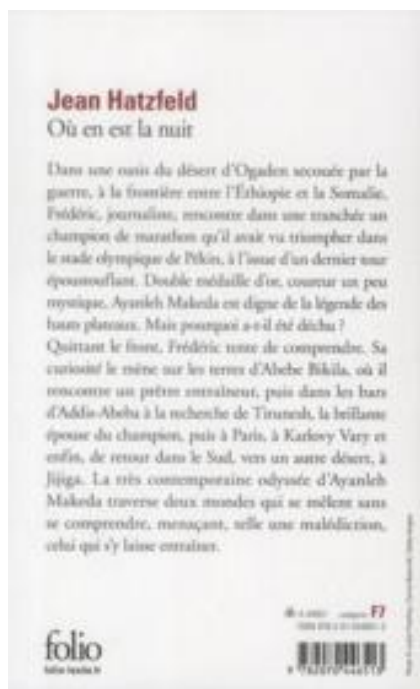 Jean Hatzfeld
Où en est la nuit
Dans une oasis du désert d'Ogaden secouée par la
guerre, à la frontière entre l'Éthiopie et la Somalie,
Frédéric, journaliste, rencontre dans une tranchée un
champion de marathon qu'il avait vu triompher dans
le stade olympique de Pékin, à l'issue d'un dernier tour
époustouflant. Double médaille d'or, coureur un peu
mystique, Ayanleh Makeda est digne de la légende des
hauts plateaux. Mais pourquoi a-t-il été déchu ?
Quittant le front, Frédéric tente de comprendre. Sa
curiosité le mène sur les terres d'Abebe Bikila, où il
rencontre un prêtre entraîneur, puis dans les bars
d'Addis-Abeba à la recherche de Tirunesh, la brillante
épouse du champion, puis à Paris, à Karlovy Vary et
enfin, de retour dans le Sud, vers un autre désert, à
Jijiga. La très contemporaine odyssée d'Ayanleh
Makeda traverse deux mondes qui se mêlent sans
se comprendre, menaçant, telle une malédiction,
celui qui s'y laisse entraîner.
F7
folio